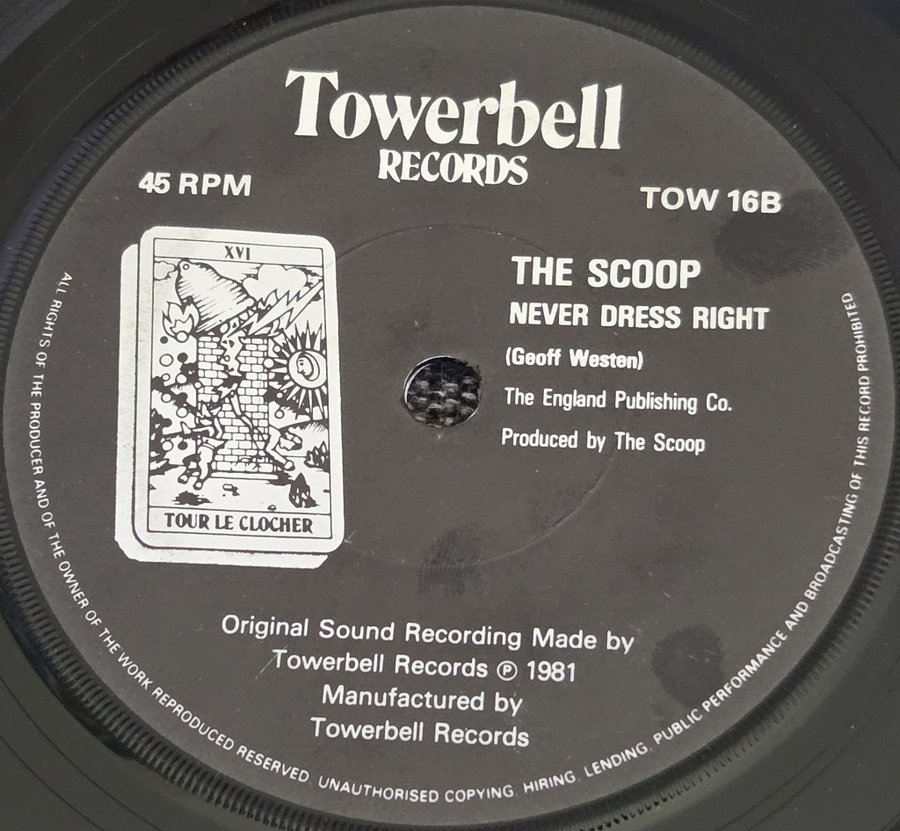 Towerbell
RECORDS
45 RPM
TOW 16B
XVI
TOUR LE CLOCHER
THE SCOOP
NEVER DRESS RIGHT
(Geoff Westen)
The England Publishing Co.
Produced by The Scoop
Original Sound Recording Made by
Towerbell Records ℗ 1981
Manufactured by
Towerbell Records
ALL RIGHTS OF THE PRODUCER AND OF THE OWNER OF THE WORK REPRODUCED RESERVED. UNAUTHORISED COPYING. HIRING. LENDING. PUBLIC PERFORMANCE AND BROADCASTING OF THIS RECORD PROHIBITED